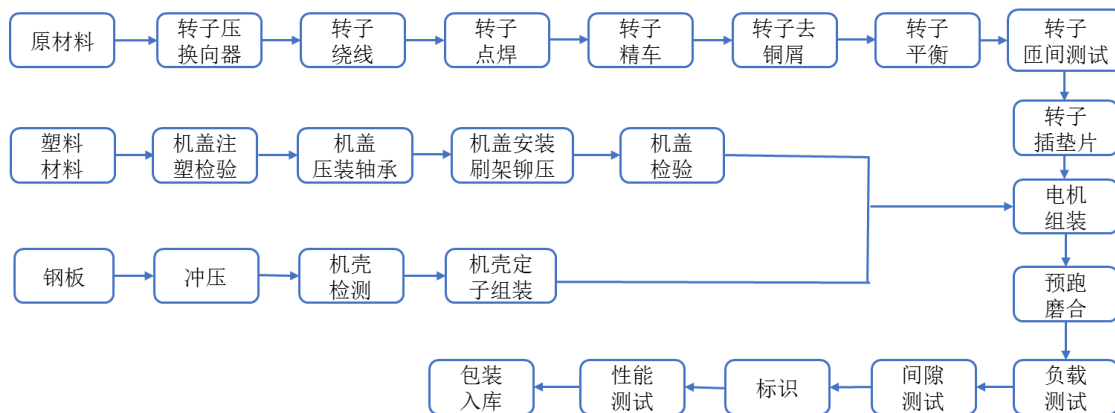 原材料
转子压
换向器
转子
绕线
转子
点焊
转子
精车
转子去
铜屑
转子
平衡
转子
匝间测试
转子
插垫片
塑料
材料
机盖注
塑检验
机盖
压装轴承
机盖安装
刷架铆压
机盖
检验
电机
组装
钢板
冲压
机壳
检测
机壳定
子组装
预跑
磨合
负载
测试
间隙
测试
标识
性能
测试
包装
入库